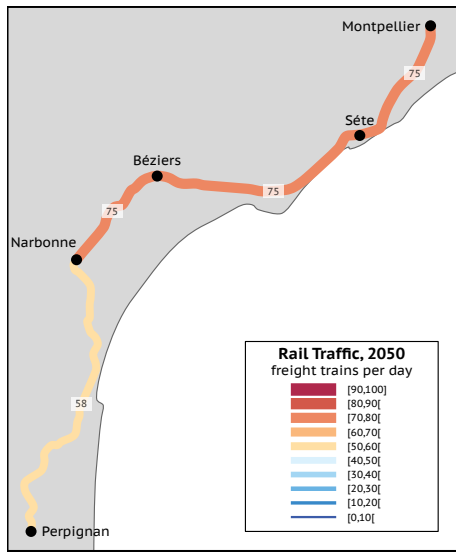 Montpellier
75
Séte
Béziers
75
75
Narbonne
58
Perpignan
Rail Traffic, 2050
freight trains per day
[90,100]
[80,90[
[70,80[
[60,70[
[50,60[
[40,50[
[30,40[
[20,30[
[10,20[
[0,10[